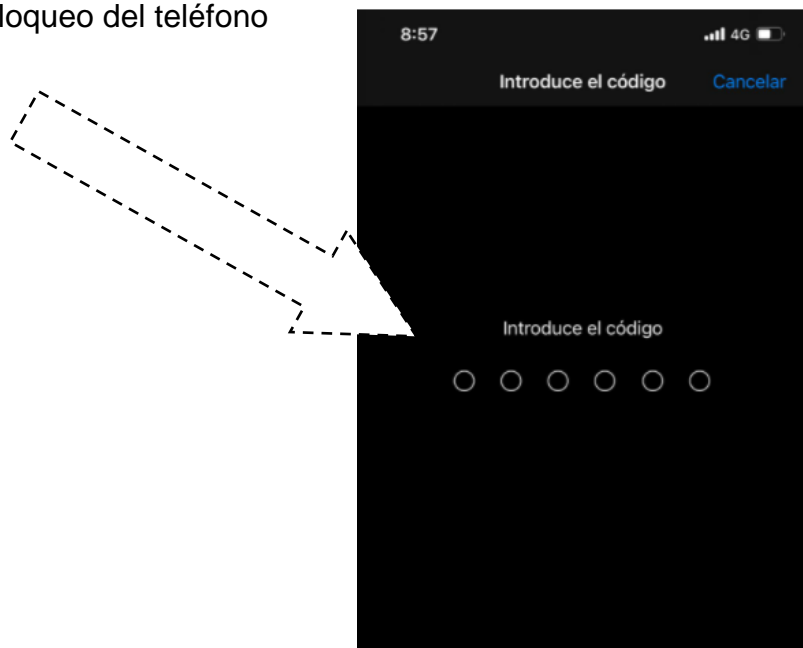 loqueo del teléfono
8:57
4G
Introduce el código Cancelar
Introduce el código